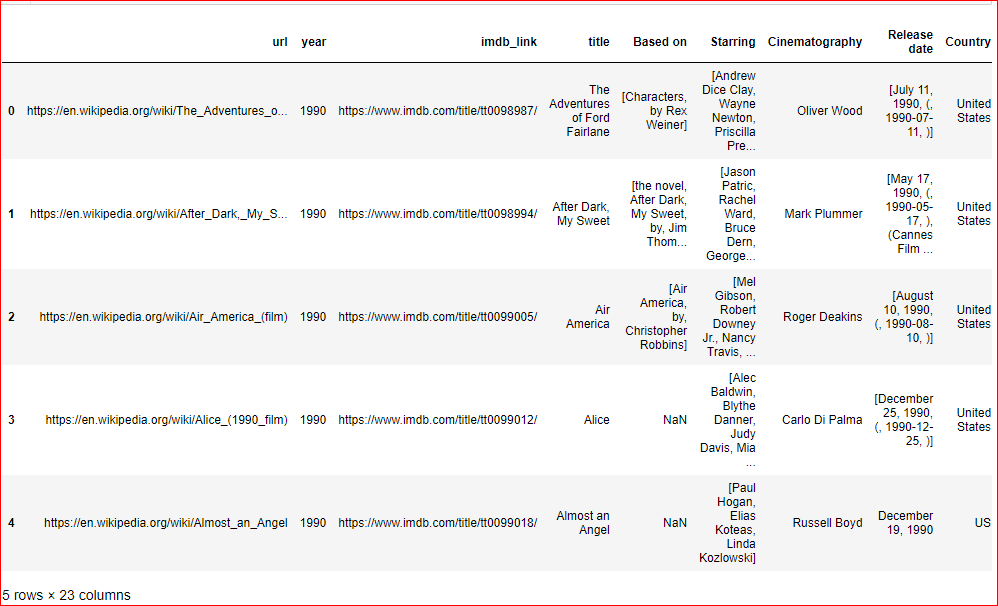 url year imdb_link title Based on Starring Cinematography Release date Country
0 https://en.wikipedia.org/wiki/The_Adventures_o... 1990 https://www.imdb.com/title/tt0098987/ The Adventures of Ford Fairlane [Characters, by Rex Weiner] [Andrew Dice Clay, Wayne Newton, Priscilla Pre... Oliver Wood [July 11, 1990, (, 1990-07-11, )] United States
1 https://en.wikipedia.org/wiki/After_Dark,_My_S... 1990 https://www.imdb.com/title/tt0098994/ After Dark, My Sweet [the novel, After Dark, My Sweet, by, Jim Thom... [Jason Patric, Rachel Ward, Bruce Dern, George... Mark Plummer [May 17, 1990, (, 1990-05-17, ), (Cannes Film ... United States
2 https://en.wikipedia.org/wiki/Air_America_(film) 1990 https://www.imdb.com/title/tt0099005/ Air America [Air America, by, Christopher Robbins] [Mel Gibson, Robert Downey Jr., Nancy Travis, ... Roger Deakins [August 10, 1990, (, 1990-08-10, )] United States
3 https://en.wikipedia.org/wiki/Alice_(1990_film) 1990 https://www.imdb.com/title/tt0099012/ Alice NaN [Alec Baldwin, Blythe Danner, Judy Davis, Mia ... Carlo Di Palma [December 25, 1990, (, 1990-12-25, )] United States
4 https://en.wikipedia.org/wiki/Almost_an_Angel 1990 https://www.imdb.com/title/tt0099018/ Almost an Angel NaN [Paul Hogan, Elias Koteas, Linda Kozlowski] Russell Boyd December 19, 1990 US
5 rows × 23 columns